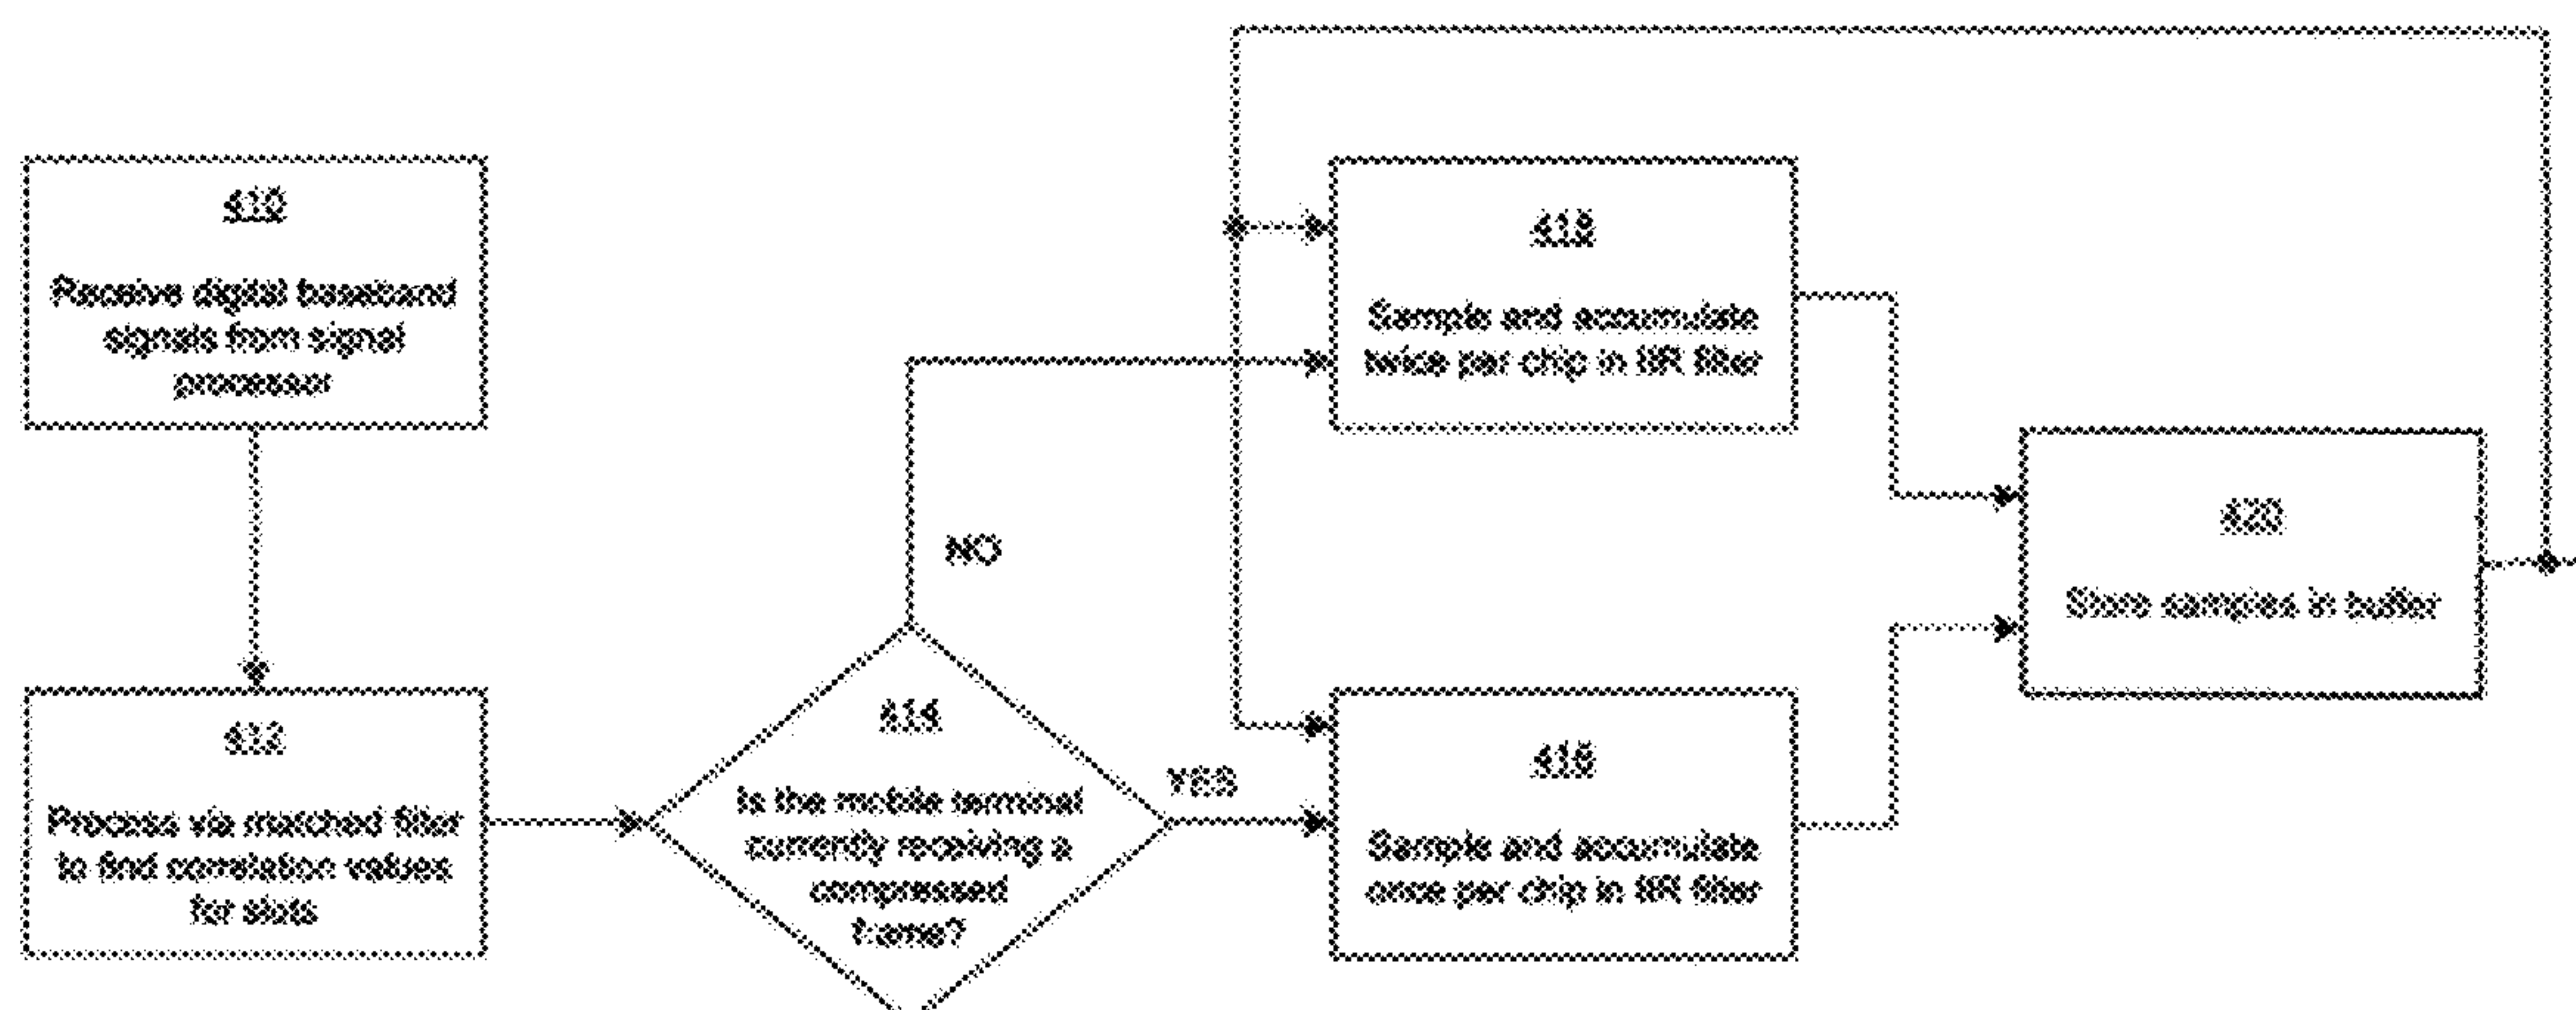 410
Receive digital baseband
signals from signal
processor
412
Process via matched filter
to find correlation values
for slots
414
Is the mobile terminal
currently receiving a
compressed
frame?
NO
YES
418
Sample and accumulate
twice per chip in IIR filter
416
Sample and accumulate
once per chip in IIR filter
420
Store samples in buffer